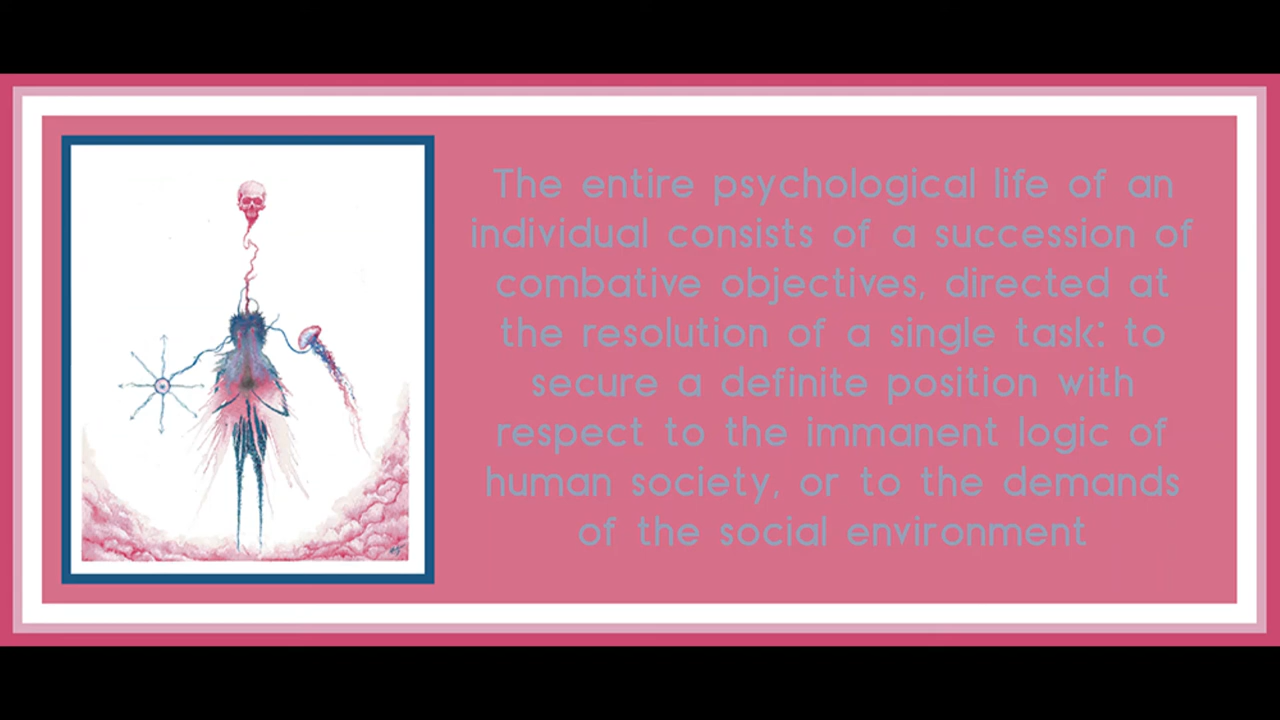 The entire psychological life of an
individual consists of a succession of
combative objectives, directed at
the resolution of a single task: to
secure a definite position with
respect to the immanent logic of
human society, or to the demands
of the social environment